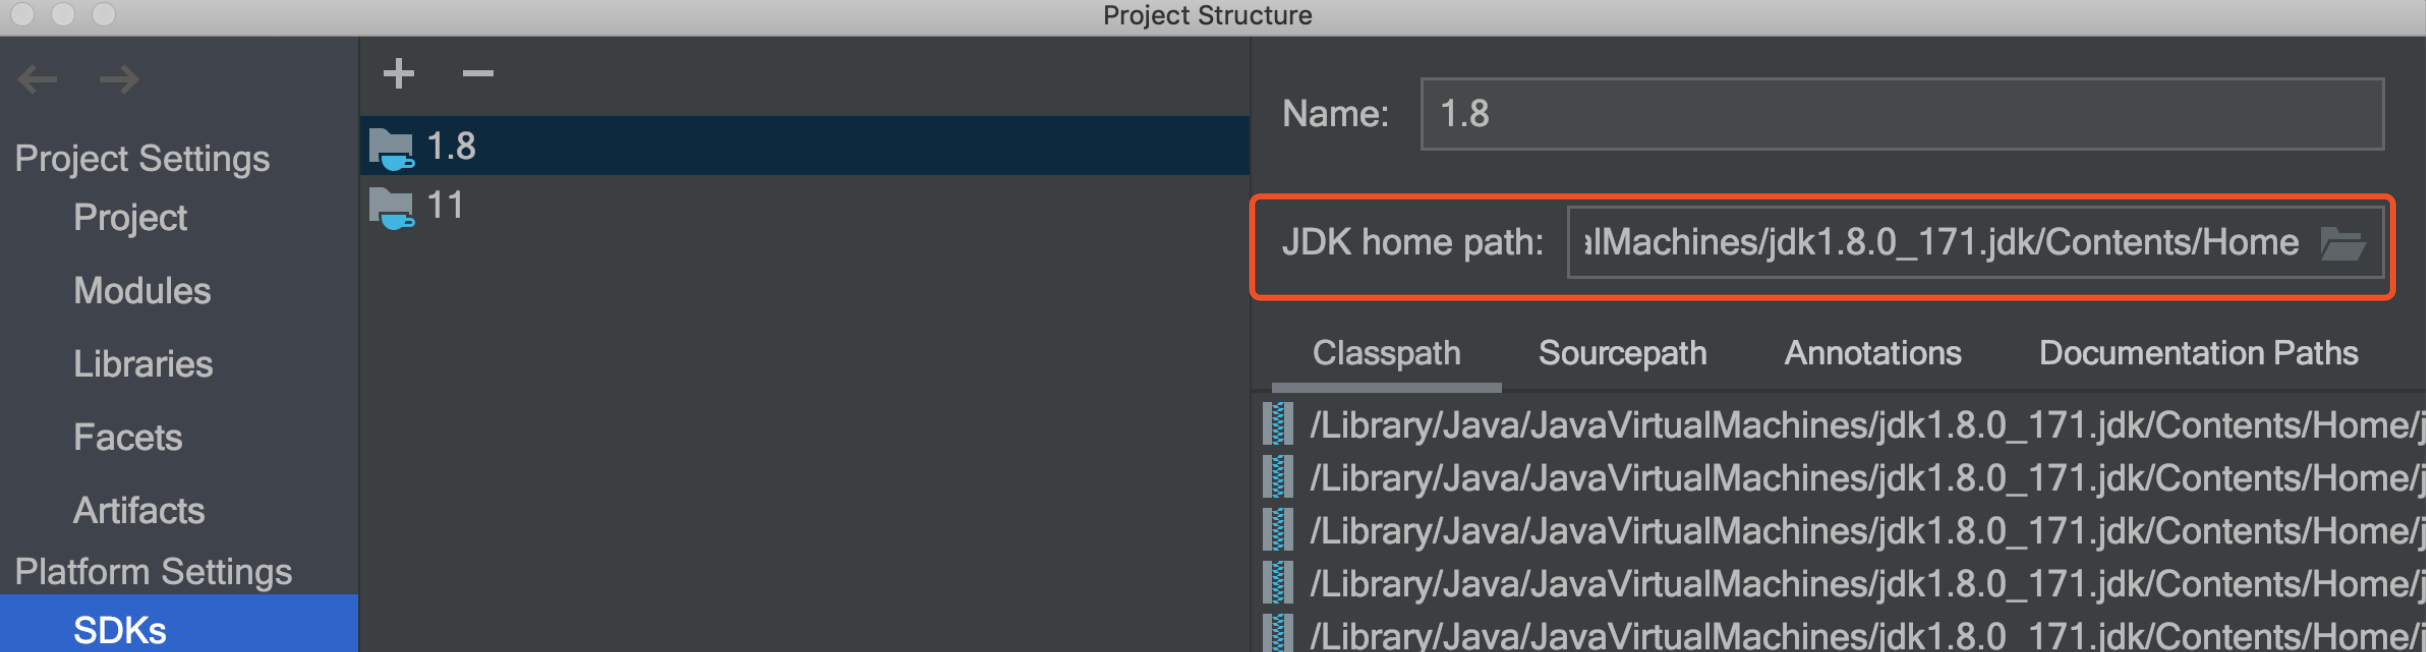 Project Structure
Project Settings
Project
Modules
Libraries
Facets
Artifacts
Platform Settings
SDKs
1.8
11
Name: 1.8
JDK home path: alMachines/jdk1.8.0_171.jdk/Contents/Home
Classpath Sourcepath Annotations Documentation Paths
/Library/Java/JavaVirtualMachines/jdk1.8.0_171.jdk/Contents/Home/j
/Library/Java/JavaVirtualMachines/jdk1.8.0_171.jdk/Contents/Home/j
/Library/Java/JavaVirtualMachines/jdk1.8.0_171.jdk/Contents/Home/j
/Library/Java/JavaVirtualMachines/jdk1.8.0_171.jdk/Contents/Home/j
/Library/Java/JavaVirtualMachines/jdk1.8.0_171.jdk/Contents/Home/j